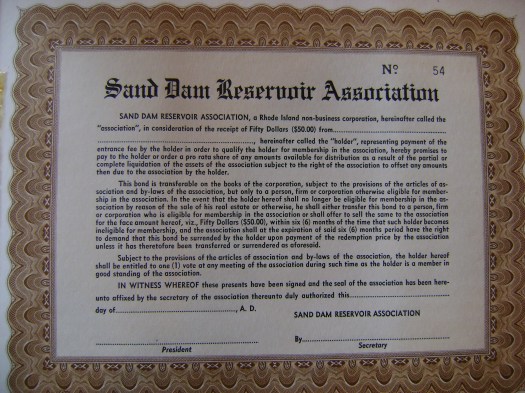 Nº 54
Sand Dam Reservoir Association
SAND DAM RESERVOIR ASSOCIATION, a Rhode Island non-business corporation, hereinafter called the
"association", in consideration of the receipt of Fifty Dollars ($50.00) from
, hereinafter called the "holder", representing payment of the
entrance fee by the holder in order to qualify the holder for membership in the association, hereby promises to
pay to the holder or order a pro rata share of any amounts available for distribution as a result of the partial or
complete liquidation of the assets of the association subject to the right of the association to offset any amounts
then due to the association by the holder.
This bond is transferable on the books of the corporation, subject to the provisions of the articles of as-
sociation and by-laws of the association, but only to a person, firm or corporation otherwise eligible for member-
ship in the association. In the event that the holder hereof shall no longer be eligible for membership in the as-
sociation by reason of the sale of his real estate or otherwise, he shall either transfer this bond to a person, firm
or corporation who is eligible for membership in the association or shall offer to sell the same to the association
for the face amount hereof, viz., Fifty Dollars ($50.00), within six (6) months of the time that such holder becomes
ineligible for membership, and the association shall at the expiration of said six (6) months period have the right
to demand that this bond be surrended by the holder upon payment of the redemption price by the association
unless it has theretofore been transferred or surrendered as aforesaid.
Subject to the provisions of the articles of association and by-laws of the association, the holder hereof
shall be entitled to one (1) vote at any meeting of the association during such time as the holder is a member in
good standing of the association.
IN WITNESS WHEREOF these presents have been signed and the seal of the association has been here-
unto affixed by the secretary of the association thereunto duly authorized this
day of , A. D.
SAND DAM RESERVOIR ASSOCIATION
By
President Secretary